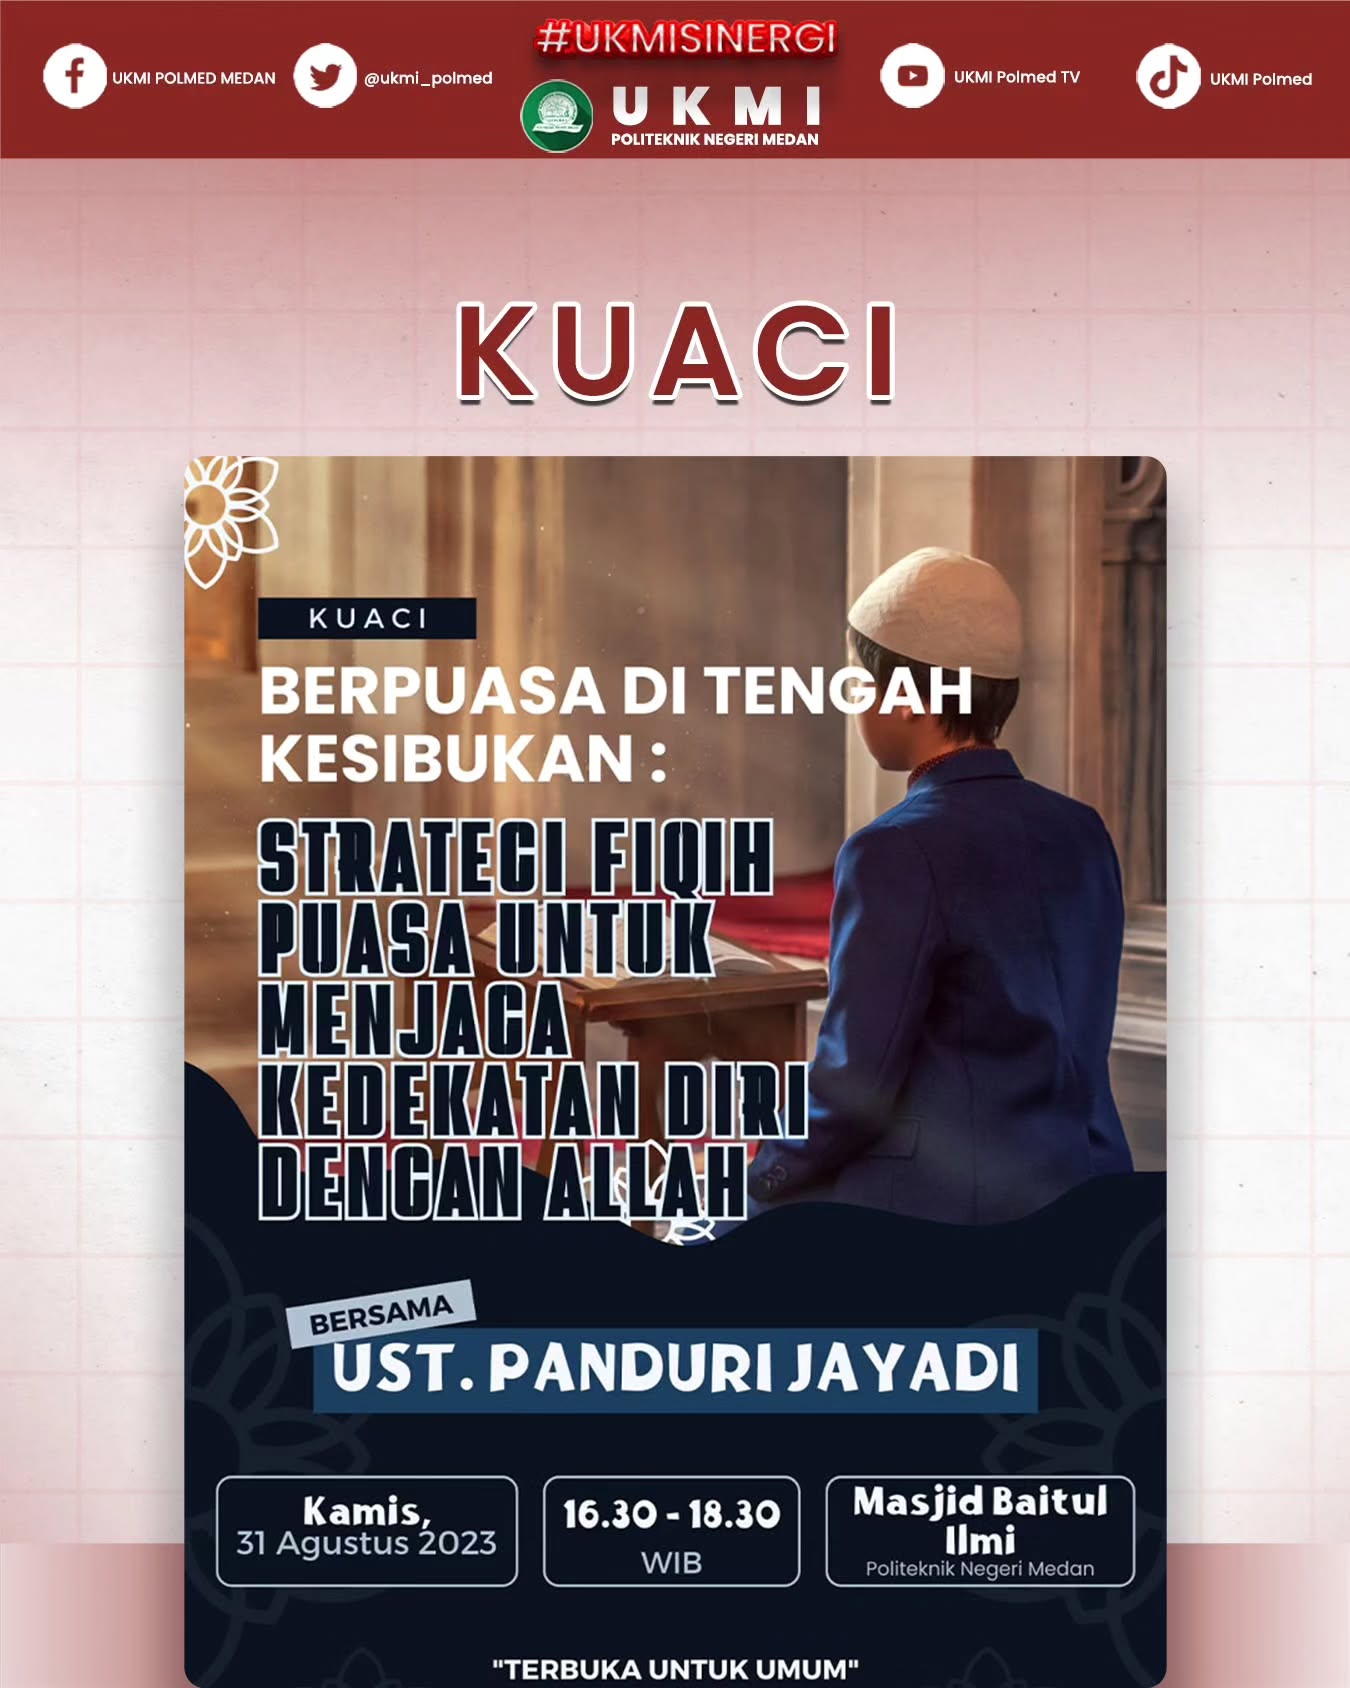 #UKMISINERGI
UKMI POLMED MEDAN
@ukmi_polmed
UKMI
POLITEKNIK NEGERI MEDAN
UKMI Polmed TV
UKMI Polmed
KUACI
KUACI
BERPUASA DI TENGAH
KESIBUKAN :
STRATEGI FIQIH
PUASA UNTUK
MENJAGA
KEDEKATAN DIRI
DENGAN ALLAH
BERSAMA
UST. PANDURI JAYADI
Kamis,
31 Agustus 2023
16.30 - 18.30
WIB
Masjid Baitul
Ilmi
Politeknik Negeri Medan
"TERBUKA UNTUK UMUM"